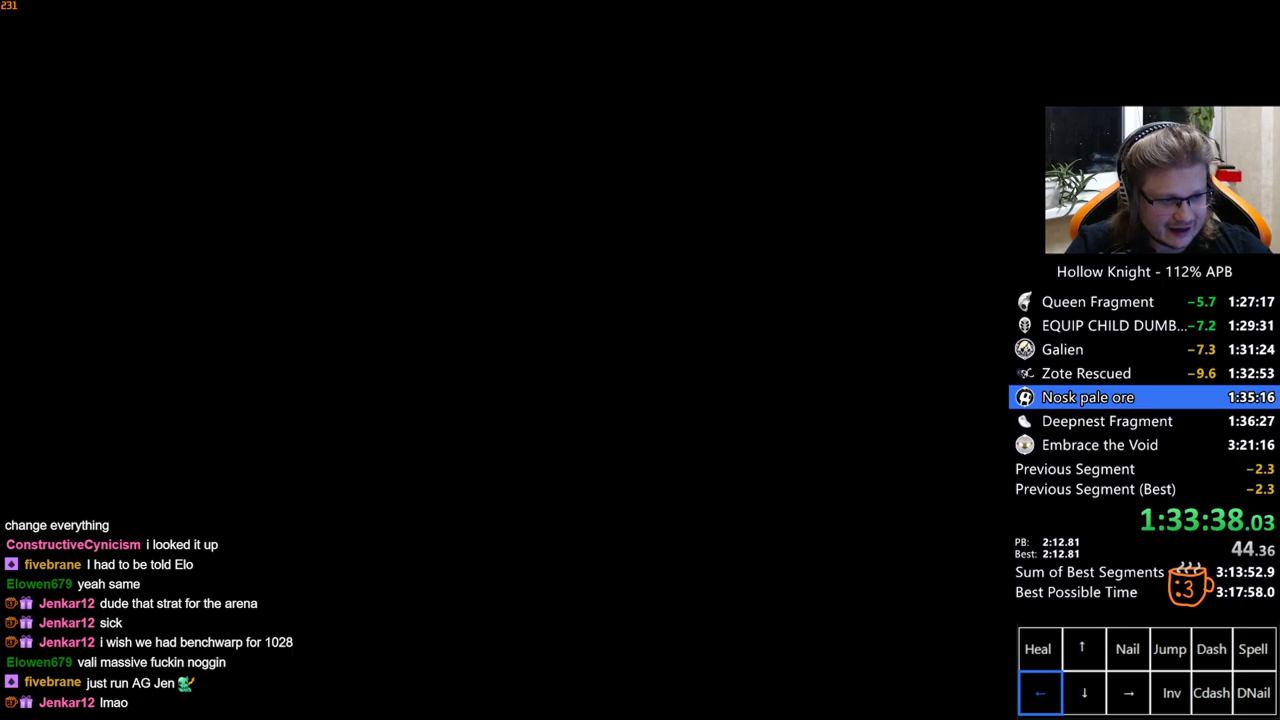 231
Hollow Knight - 112% APB
Queen Fragment -5.7 1:27:17
EQUIP CHILD DUMB... -7.2 1:29:31
Galien -7.3 1:31:24
Zote Rescued -9.6 1:32:53
Nosk pale ore 1:35:16
Deepnest Fragment 1:36:27
Embrace the Void 3:21:16
Previous Segment -2.3
Previous Segment (Best) -2.3
1:33:38.03
PB: 2:12.81
Best: 2:12.81
44.36
Sum of Best Segments 3:13:52.9
Best Possible Time 3:17:58.0
:3
Heal ↑ Nail Jump Dash Spell
← ↓ → Inv Cdash DNail
change everything
ConstructiveCynicism i looked it up
fivebrane I had to be told Elo
Elowen679 yeah same
Jenkar12 dude that strat for the arena
Jenkar12 sick
Jenkar12 i wish we had benchwarp for 1028
Elowen679 vali massive fuckin noggin
fivebrane just run AG Jen
Jenkar12 lmao